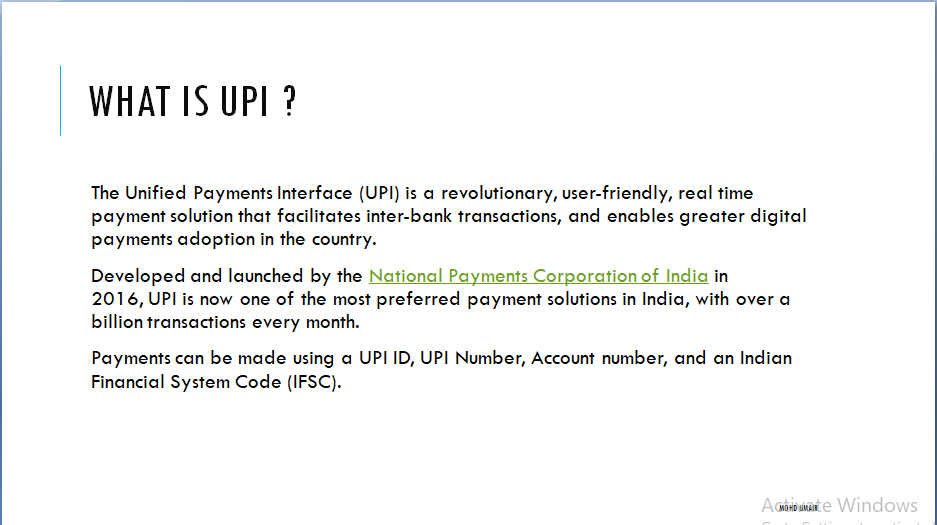 WHAT IS UPI ?
The Unified Payments Interface (UPI) is a revolutionary, user-friendly, real time
payment solution that facilitates inter-bank transactions, and enables greater digital
payments adoption in the country.
Developed and launched by the National Payments Corporation of India in
2016, UPI is now one of the most preferred payment solutions in India, with over a
billion transactions every month.
Payments can be made using a UPI ID, UPI Number, Account number, and an Indian
Financial System Code (IFSC).
Activate Windows
MOHD UMAIR